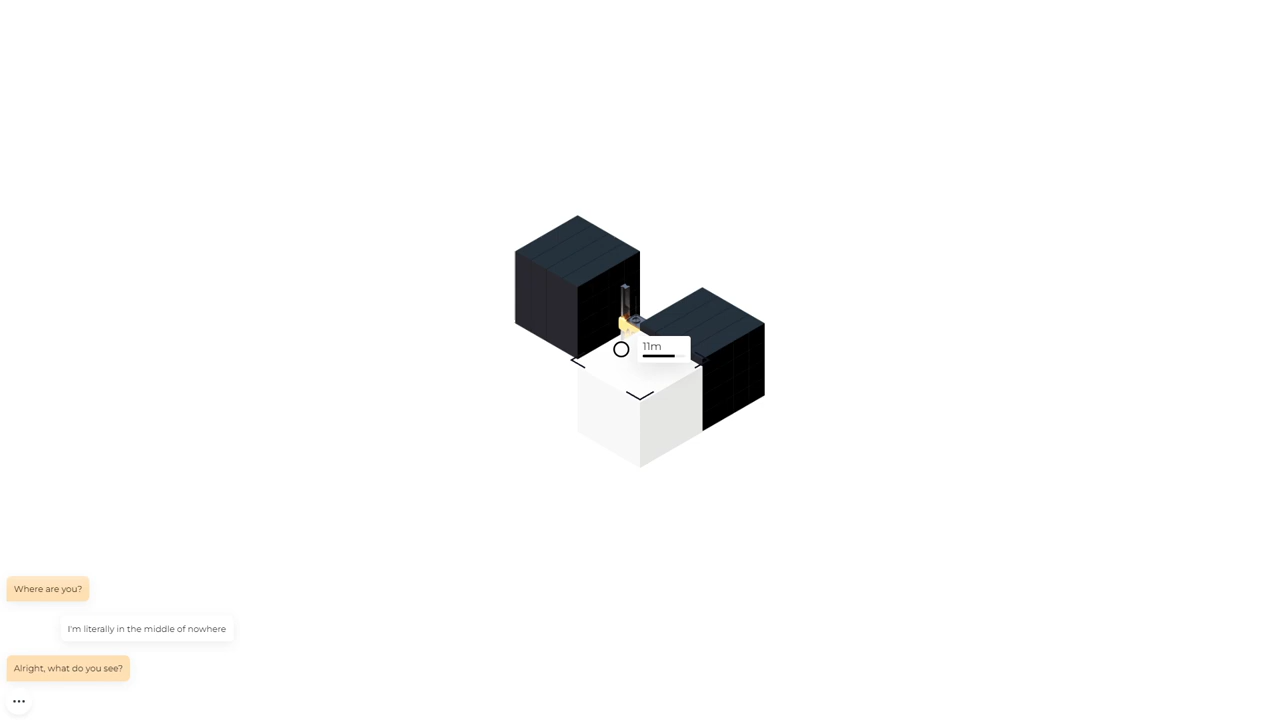 11m
Where are you?
I'm literally in the middle of nowhere
Alright, what do you see?